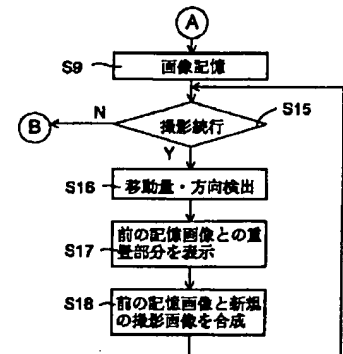 A
S9
画像記憶
S15
N
B
撮影続行
Y
S16
移動量・方向検出
S17
前の記憶画像との重
畳部分を表示
S18
前の記憶画像と新規
の撮影画像を合成